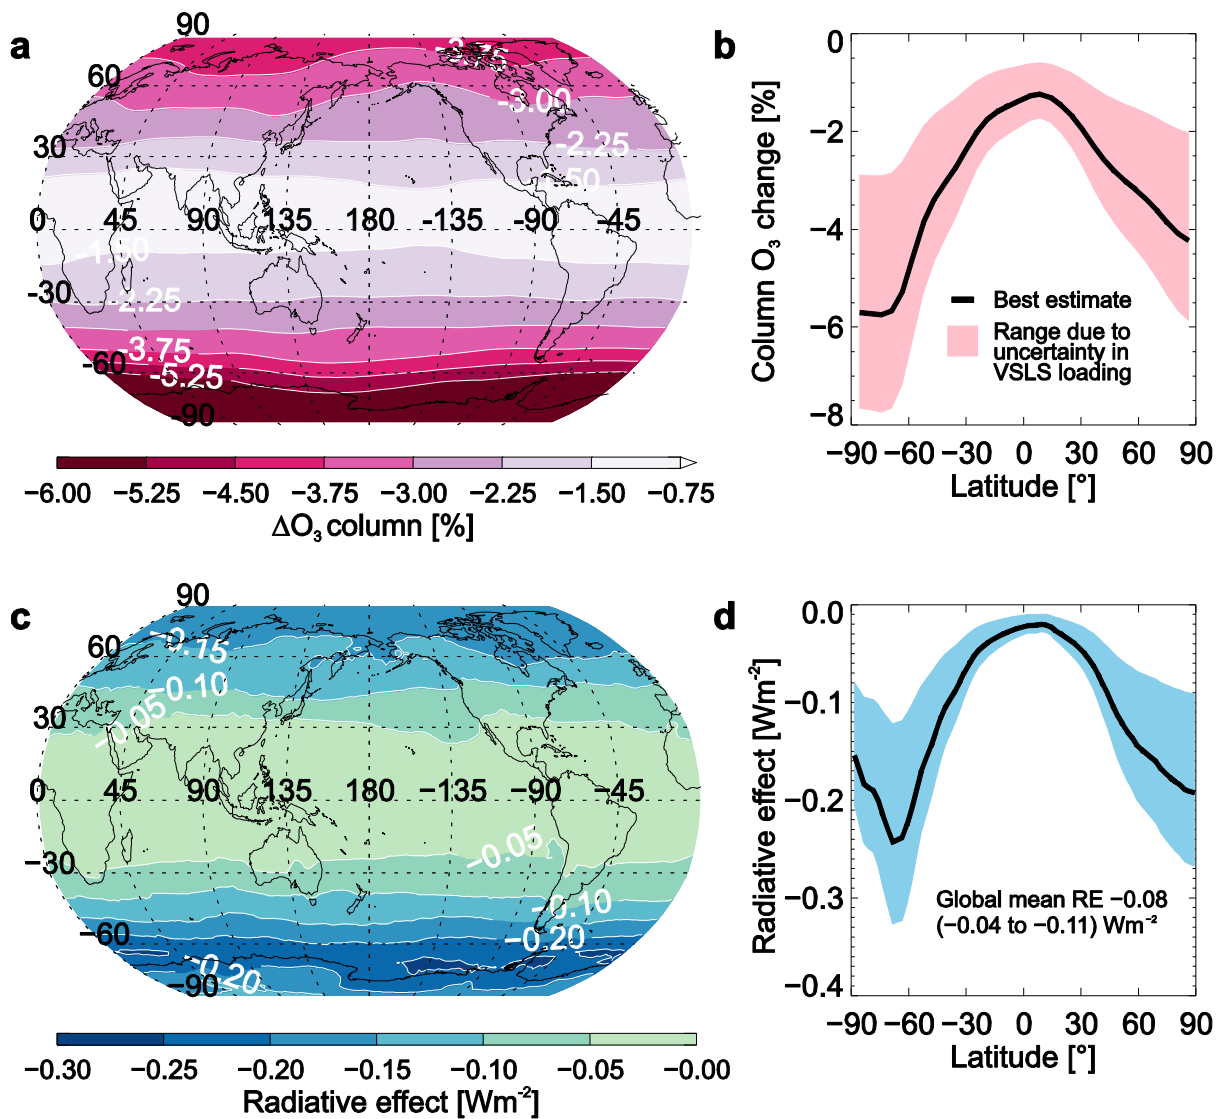 a
90
60
30
0
-30
-60
-90
45
90
135
180
-135
-90
-45
-3.75
-3.00
-2.25
-1.50
-2.25
-3.75
-5.25
−6.00 −5.25 −4.50 −3.75 −3.00 −2.25 −1.50 −0.75
ΔO₃ column [%]
b
0
−2
−4
−6
−8
Column O₃ change [%]
Best estimate
Range due to
uncertainty in
VSLS loading
−90 −60 −30 0 30 60 90
Latitude [°]
c
90
60
30
0
−30
−60
−90
45
90
135
180
−135
−90
−45
−0.15
−0.10
−0.05
−0.05
−0.10
−0.20
−0.20
−0.30 −0.25 −0.20 −0.15 −0.10 −0.05 −0.00
Radiative effect [Wm⁻²]
d
0.0
−0.1
−0.2
−0.3
−0.4
Radiative effect [Wm⁻²]
Global mean RE −0.08
(−0.04 to −0.11) Wm⁻²
−90 −60 −30 0 30 60 90
Latitude [°]